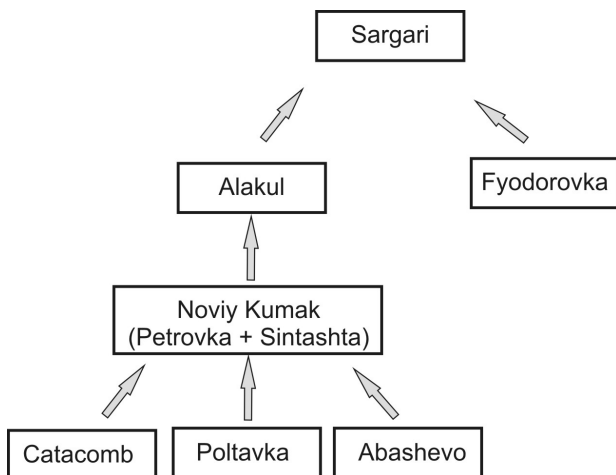 Sargari
Alakul
Fyodorovka
Noviy Kumak
(Petrovka + Sintashta)
Catacomb
Poltavka
Abashevo